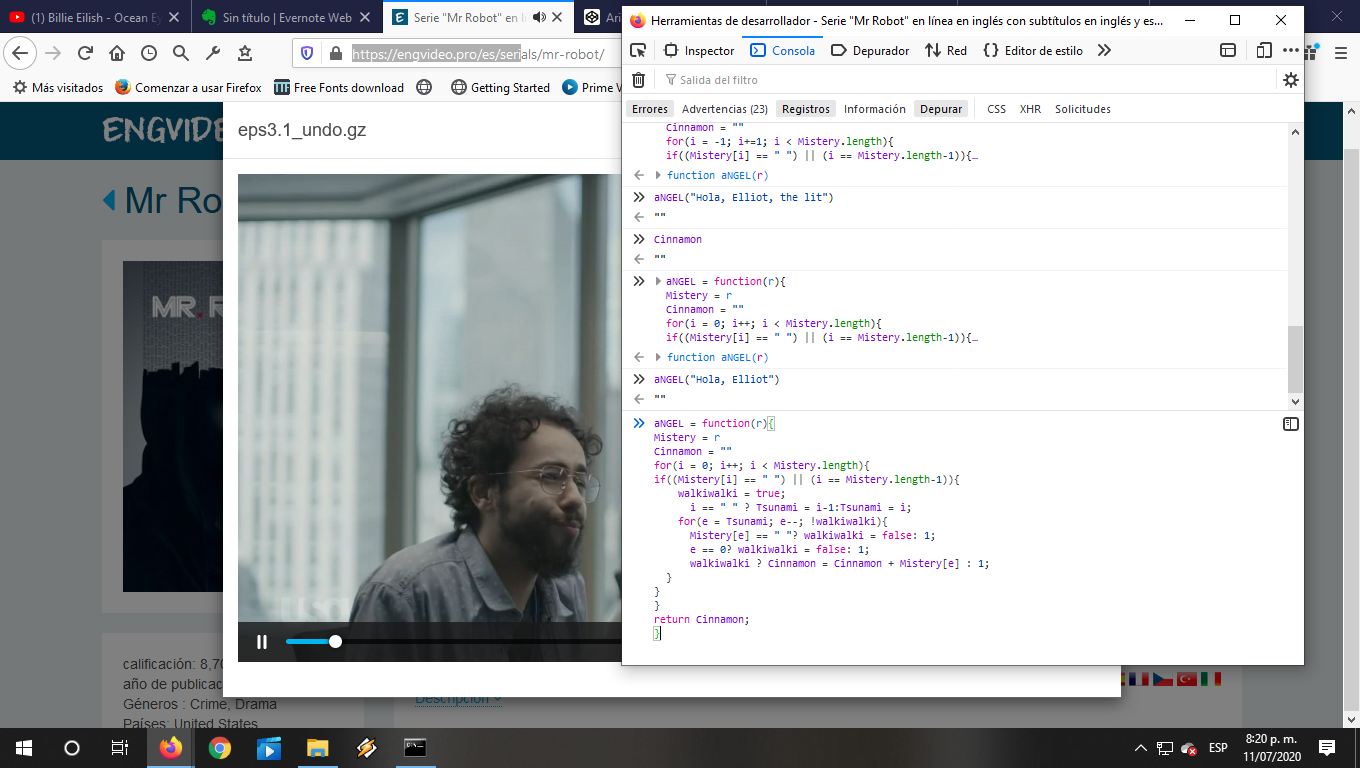 (1) Billie Eilish - Ocean Ey
Sin título | Evernote Web
Serie "Mr Robot" en lí
Ari
Herramientas de desarrollador - Serie "Mr Robot" en línea en inglés con subtítulos en inglés y es...
https://engvideo.pro/es/serials/mr-robot/
Inspector
Consola
Depurador
Red
Editor de estilo
Salida del filtro
Más visitados
Comenzar a usar Firefox
Free Fonts download
Getting Started
Prime V
Errores
Advertencias (23)
Registros
Información
Depurar
CSS
XHR
Solicitudes
ENGVIDE
eps3.1_undo.gz
Mr Ro
MR. R
Cinnamon = ""
for(i = -1; i+=1; i < Mistery.length){
if((Mistery[i] == " ") || (i == Mistery.length-1)){…
function aNGEL(r)
aNGEL("Hola, Elliot, the lit")
""
Cinnamon
""
aNGEL = function(r){
Mistery = r
Cinnamon = ""
for(i = 0; i++; i < Mistery.length){
if((Mistery[i] == " ") || (i == Mistery.length-1)){…
function aNGEL(r)
aNGEL("Hola, Elliot")
""
aNGEL = function(r){
Mistery = r
Cinnamon = ""
for(i = 0; i++; i < Mistery.length){
if((Mistery[i] == " ") || (i == Mistery.length-1)){
walkiwalki = true;
i == " " ? Tsunami = i-1:Tsunami = i;
for(e = Tsunami; e--; !walkiwalki){
Mistery[e] == " "? walkiwalki = false: 1;
e == 0? walkiwalki = false: 1;
walkiwalki ? Cinnamon = Cinnamon + Mistery[e] : 1;
}
}
}
return Cinnamon;
}
calificación: 8,70
año de publicac
Géneros : Crime, Drama
Países: United States
Descripción
ESP
8:20 p. m.
11/07/2020